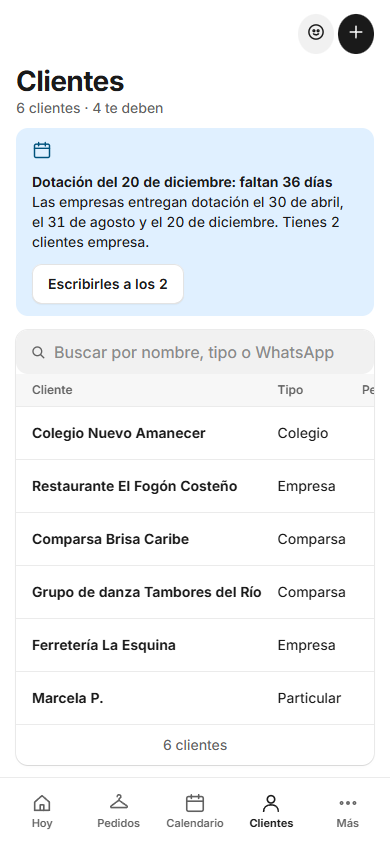 Clientes
6 clientes · 4 te deben
Dotación del 20 de diciembre: faltan 36 días
Las empresas entregan dotación el 30 de abril,
el 31 de agosto y el 20 de diciembre. Tienes 2
clientes empresa.
Escribirles a los 2
Buscar por nombre, tipo o WhatsApp
Cliente Tipo Pe
Colegio Nuevo Amanecer Colegio
Restaurante El Fogón Costeño Empresa
Comparsa Brisa Caribe Comparsa
Grupo de danza Tambores del Río Comparsa
Ferretería La Esquina Empresa
Marcela P. Particular
6 clientes
Hoy Pedidos Calendario Clientes Más